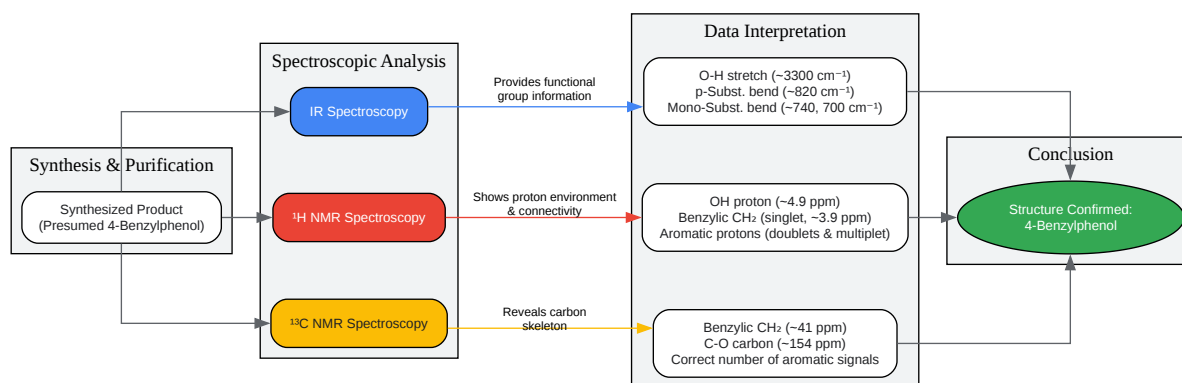 Synthesis & Purification
Synthesized Product
(Presumed 4-Benzylphenol)
Spectroscopic Analysis
IR Spectroscopy
¹H NMR Spectroscopy
¹³C NMR Spectroscopy
Provides functional
group information
Shows proton environment
& connectivity
Reveals carbon
skeleton
Data Interpretation
O-H stretch (~3300 cm⁻¹)
p-Subst. bend (~820 cm⁻¹)
Mono-Subst. bend (~740, 700 cm⁻¹)
OH proton (~4.9 ppm)
Benzylic CH₂ (singlet, ~3.9 ppm)
Aromatic protons (doublets & multiplet)
Benzylic CH₂ (~41 ppm)
C-O carbon (~154 ppm)
Correct number of aromatic signals
Conclusion
Structure Confirmed:
4-Benzylphenol